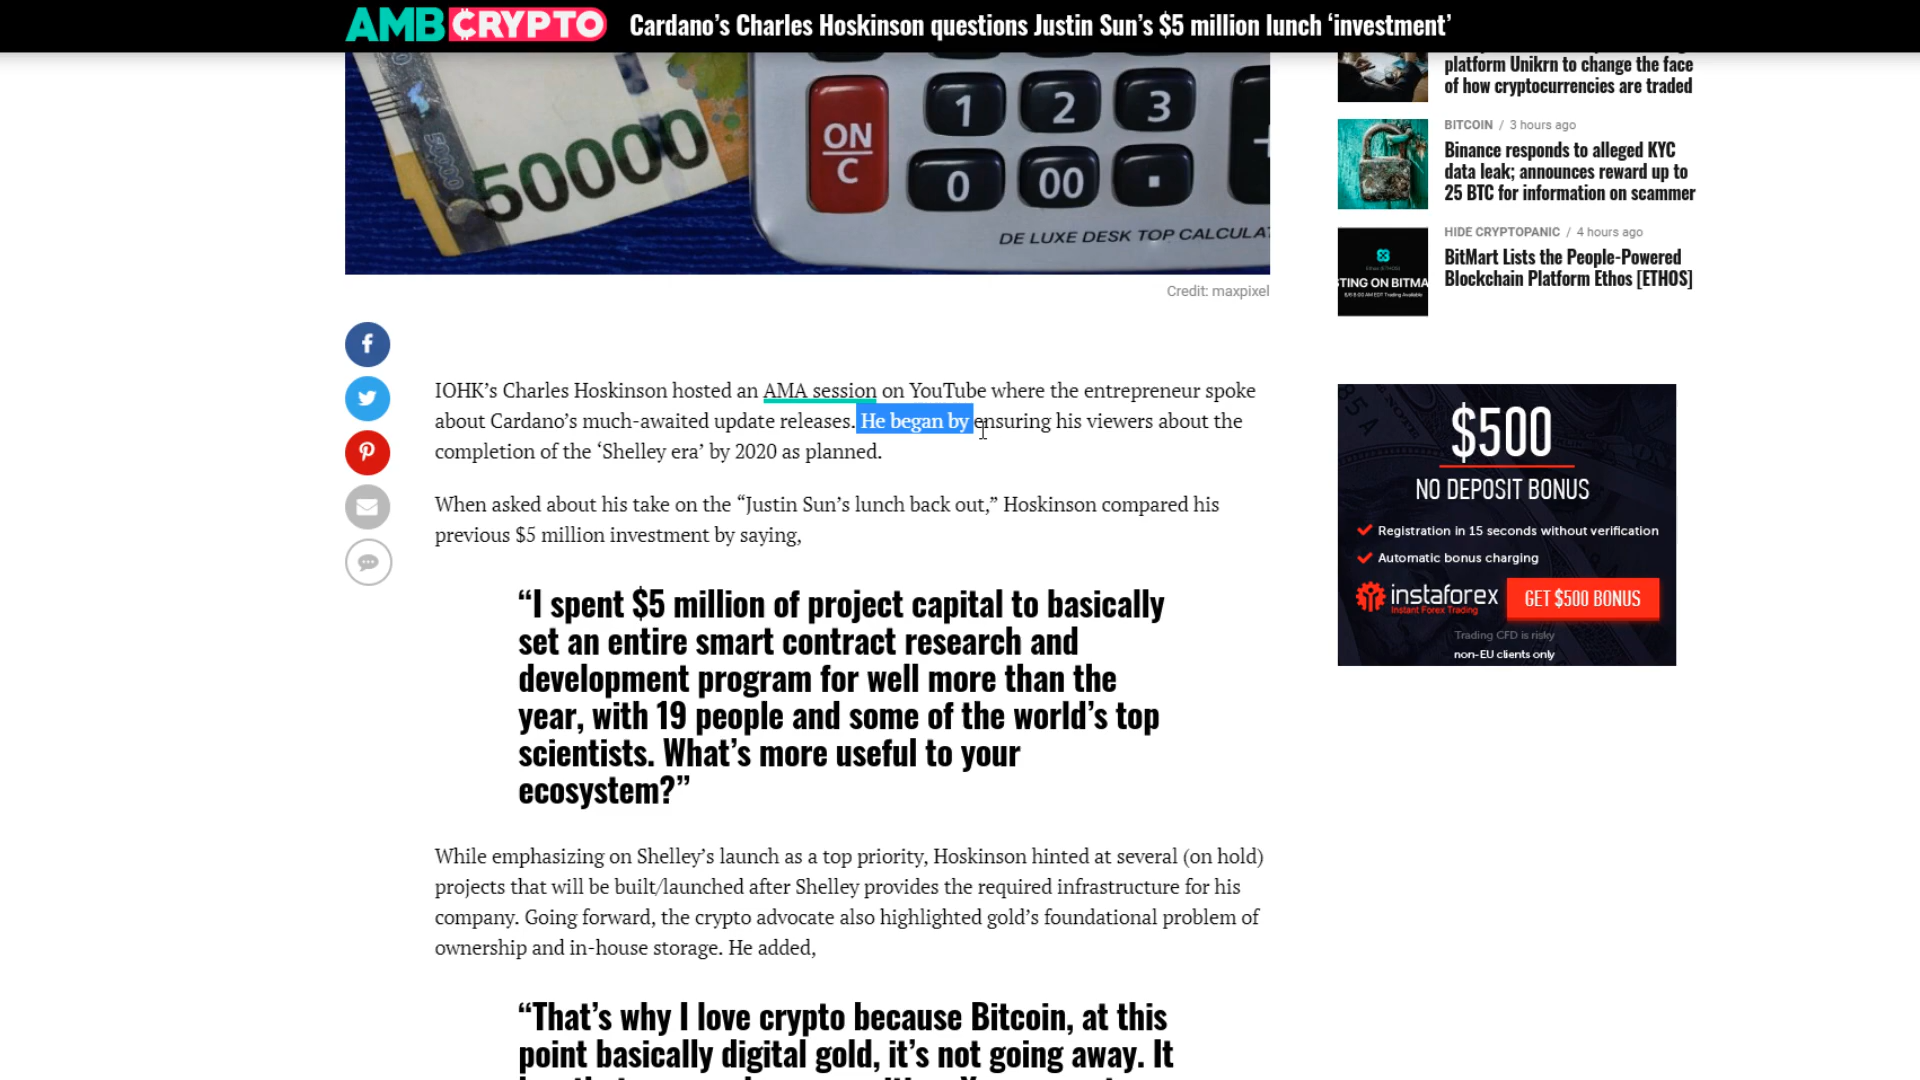 AMBCRYPTO
Cardano’s Charles Hoskinson questions Justin Sun’s $5 million lunch ‘investment’
50000
50000
ON
C
1
2
3
0
00
.
+
DE LUXE DESK TOP CALCULAT
Credit: maxpixel
IOHK’s Charles Hoskinson hosted an AMA session on YouTube where the entrepreneur spoke
about Cardano’s much-awaited update releases. He began by ensuring his viewers about the
completion of the ‘Shelley era’ by 2020 as planned.
When asked about his take on the “Justin Sun’s lunch back out,” Hoskinson compared his
previous $5 million investment by saying,
“I spent $5 million of project capital to basically
set an entire smart contract research and
development program for well more than the
year, with 19 people and some of the world’s top
scientists. What’s more useful to your
ecosystem?”
While emphasizing on Shelley’s launch as a top priority, Hoskinson hinted at several (on hold)
projects that will be built/launched after Shelley provides the required infrastructure for his
company. Going forward, the crypto advocate also highlighted gold’s foundational problem of
ownership and in-house storage. He added,
“That’s why I love crypto because Bitcoin, at this
point basically digital gold, it’s not going away. It
platform Unikrn to change the face
of how cryptocurrencies are traded
BITCOIN / 3 hours ago
Binance responds to alleged KYC
data leak; announces reward up to
25 BTC for information on scammer
HIDE CRYPTOPANIC / 4 hours ago
BitMart Lists the People-Powered
Blockchain Platform Ethos [ETHOS]
STING ON BITMA
$500
NO DEPOSIT BONUS
Registration in 15 seconds without verification
Automatic bonus charging
instaforex
Instant Forex Trading
GET $500 BONUS
Trading CFD is risky
non-EU clients only